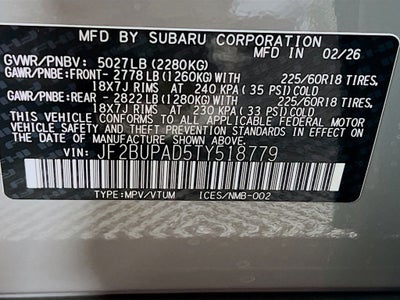 MFD BY SUBARU CORPORATION
GVWR/PNBV: 5027LB (2280KG) MFD IN 02/26
GAWR/PNBE:FRONT- 2778LB (1260KG)WITH 225/60R18 TIRES,
18X7J RIMS AT 240 KPA (35 PSI)COLD
GAWR/PNBE:REAR - 2822LB (1280KG)WITH 225/60R18 TIRES,
18X7J RIMS AT 230 KPA (33 PSI)COLD
THIS VEHICLE CONFORMS TO ALL APPLICABLE FEDERAL MOTOR
VEHICLE SAFETY AND THEFT PREVENTION STANDARDS IN EFFECT ON
THE DATE OF MANUFACTURE SHOWN ABOVE.
VIN: JF2BUPAD5TY518779
TYPE:MPV/VTUM ICES/NMB-002